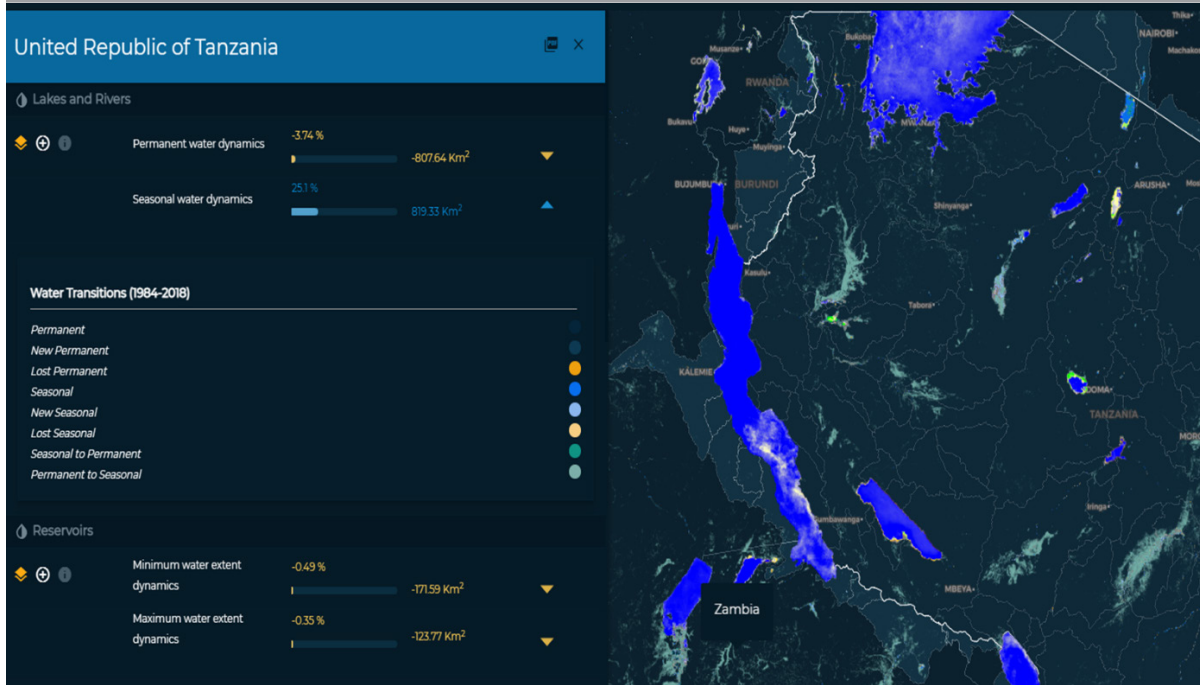 United Republic of Tanzania
Lakes and Rivers
Permanent water dynamics
-3.74 %
-807.64 Km²
Seasonal water dynamics
25.1 %
819.33 Km²
Water Transitions (1984-2018)
Permanent
New Permanent
Lost Permanent
Seasonal
New Seasonal
Lost Seasonal
Seasonal to Permanent
Permanent to Seasonal
Reservoirs
Minimum water extent
dynamics
-0.49 %
-171.59 Km²
Maximum water extent
dynamics
-0.35 %
-123.77 Km²
Thika
NAIROBI
Machakos
Bukoba
Musanze
RWANDA
Bukavu
Huye
Muyinga
BURUNDI
ARUSHA
Shinyanga
Kasulu
Tabora
KALEMIE
TANZANIA
Iringa
MBEYA
Zambia